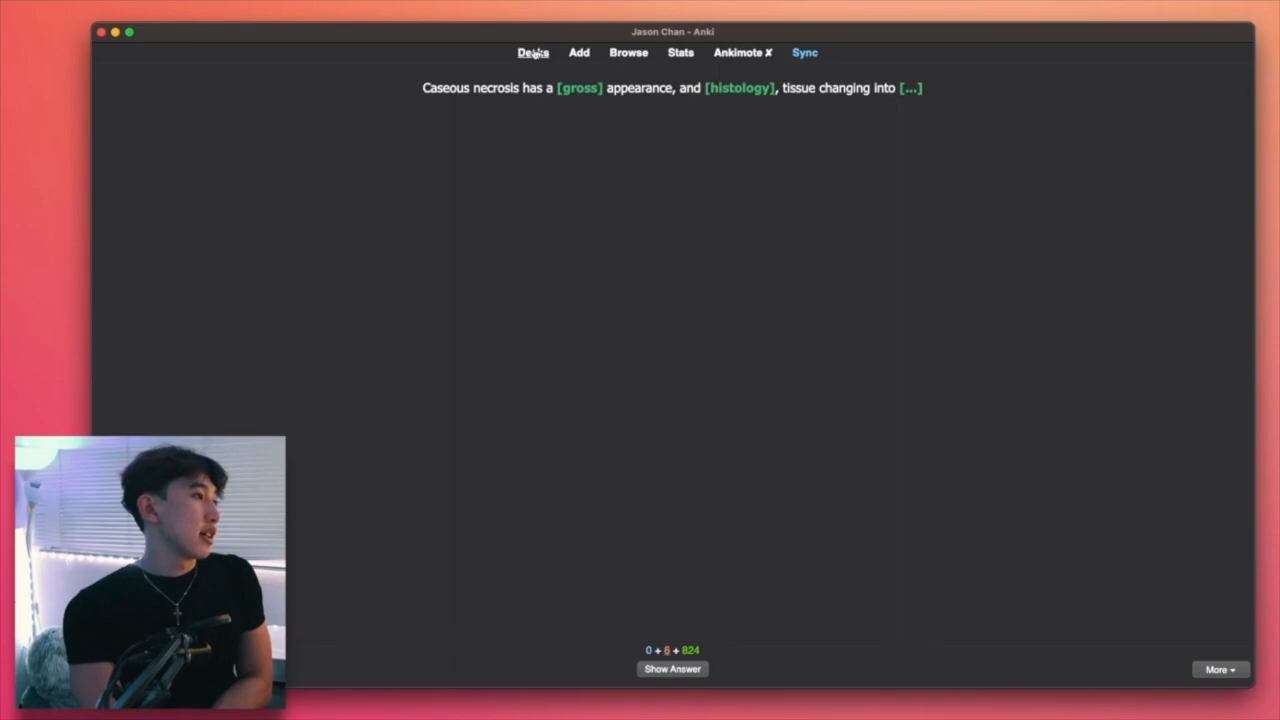 Jason Chan - Anki
Decks Add Browse Stats Ankimote ✘ Sync
Caseous necrosis has a [gross] appearance, and [histology], tissue changing into [...]
0 + 6 + 824
Show Answer
More